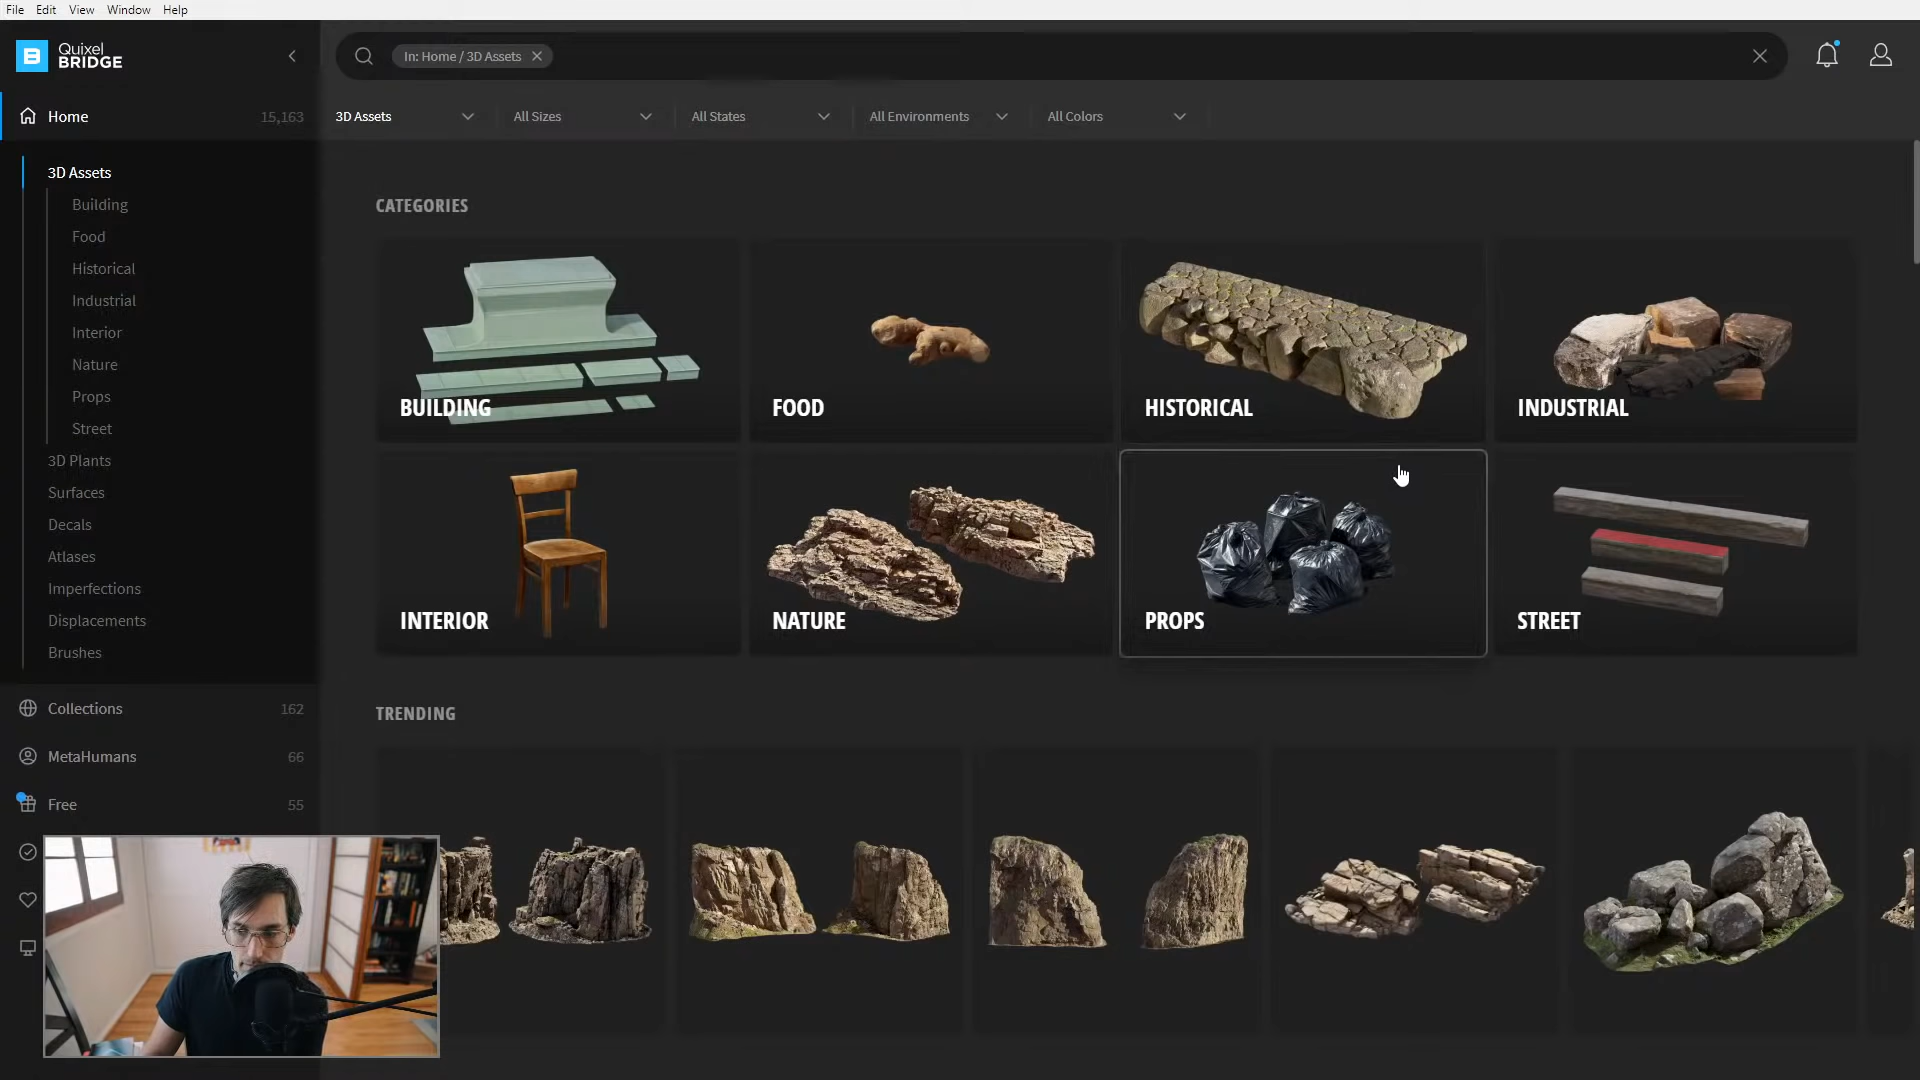 File Edit View Window Help
Quixel
BRIDGE
In: Home / 3D Assets
Home 15,163
3D Assets All Sizes All States All Environments All Colors
3D Assets
Building
Food
Historical
Industrial
Interior
Nature
Props
Street
3D Plants
Surfaces
Decals
Atlases
Imperfections
Displacements
Brushes
Collections 162
MetaHumans 66
Free 55
CATEGORIES
BUILDING FOOD HISTORICAL INDUSTRIAL
INTERIOR NATURE PROPS STREET
TRENDING